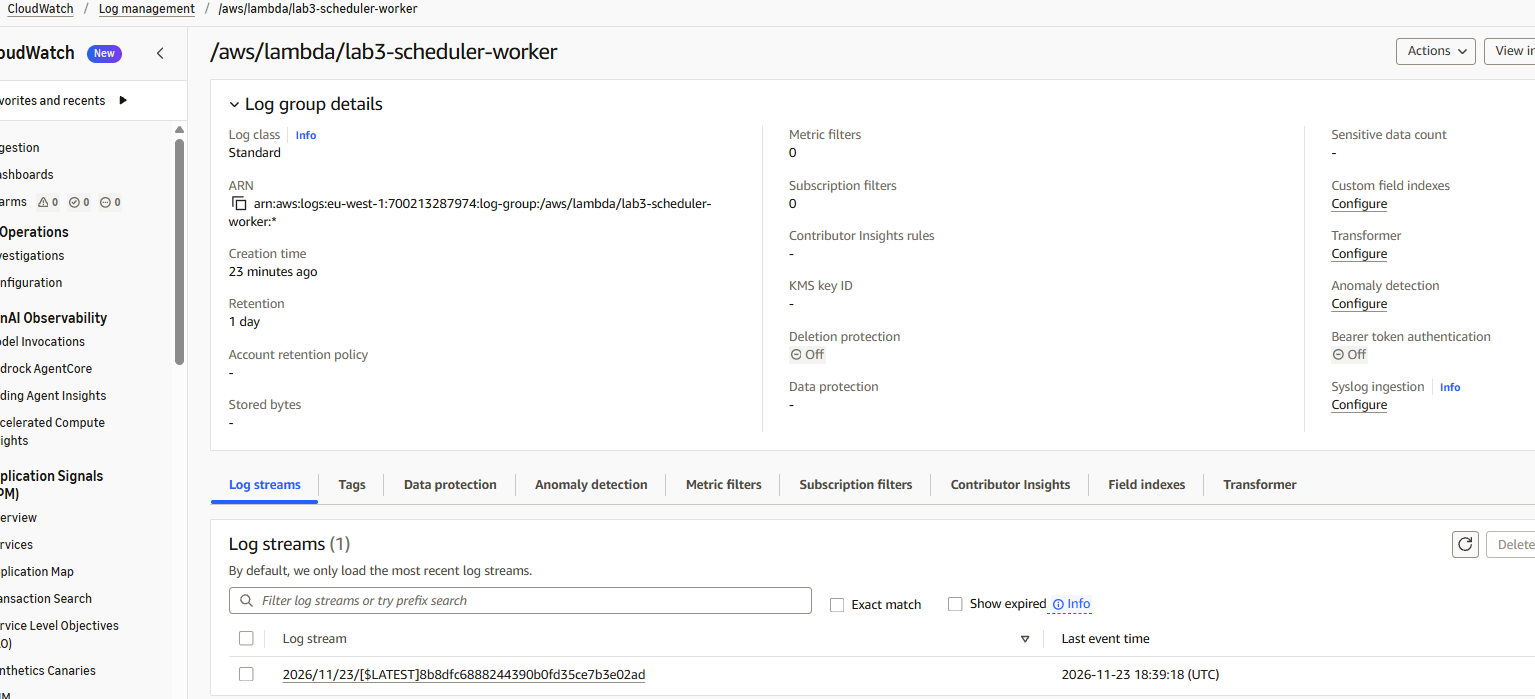 CloudWatch / Log management / /aws/lambda/lab3-scheduler-worker
oudWatch New
vorites and recents
gestion
ashboards
arms 0 0 0
Operations
vestigations
nfiguration
nAI Observability
odel Invocations
drock AgentCore
ding Agent Insights
celerated Compute
ights
plication Signals
PM)
erview
rvices
plication Map
ansaction Search
rvice Level Objectives
O)
nthetics Canaries
/aws/lambda/lab3-scheduler-worker
Actions
View in
Log group details
Log class Info
Standard
ARN
arn:aws:logs:eu-west-1:700213287974:log-group:/aws/lambda/lab3-scheduler-
worker:*
Creation time
23 minutes ago
Retention
1 day
Account retention policy
-
Stored bytes
-
Metric filters
0
Subscription filters
0
Contributor Insights rules
-
KMS key ID
-
Deletion protection
Off
Data protection
-
Sensitive data count
-
Custom field indexes
Configure
Transformer
Configure
Anomaly detection
Configure
Bearer token authentication
Off
Syslog ingestion Info
Configure
Log streams Tags Data protection Anomaly detection Metric filters Subscription filters Contributor Insights Field indexes Transformer
Log streams (1)
Delete
By default, we only load the most recent log streams.
Filter log streams or try prefix search
Exact match
Show expired Info
Log stream Last event time
2026/11/23/[$LATEST]8b8dfc6888244390b0fd35ce7b3e02ad 2026-11-23 18:39:18 (UTC)